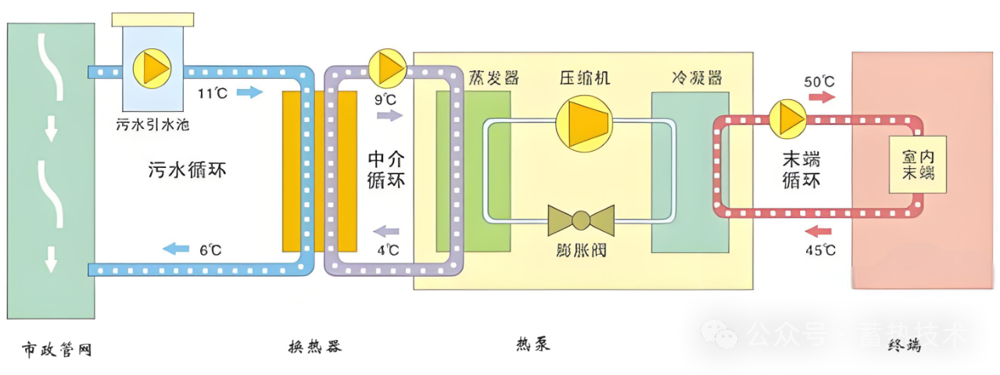 蒸发器
压缩机
冷凝器
50℃
11℃
9℃
污水引水池
污水循环
中介
循环
末端
循环
室内
末端
6℃
4℃
膨胀阀
45℃
公众号·蓄热技术
市政管网
换热器
热泵
终端